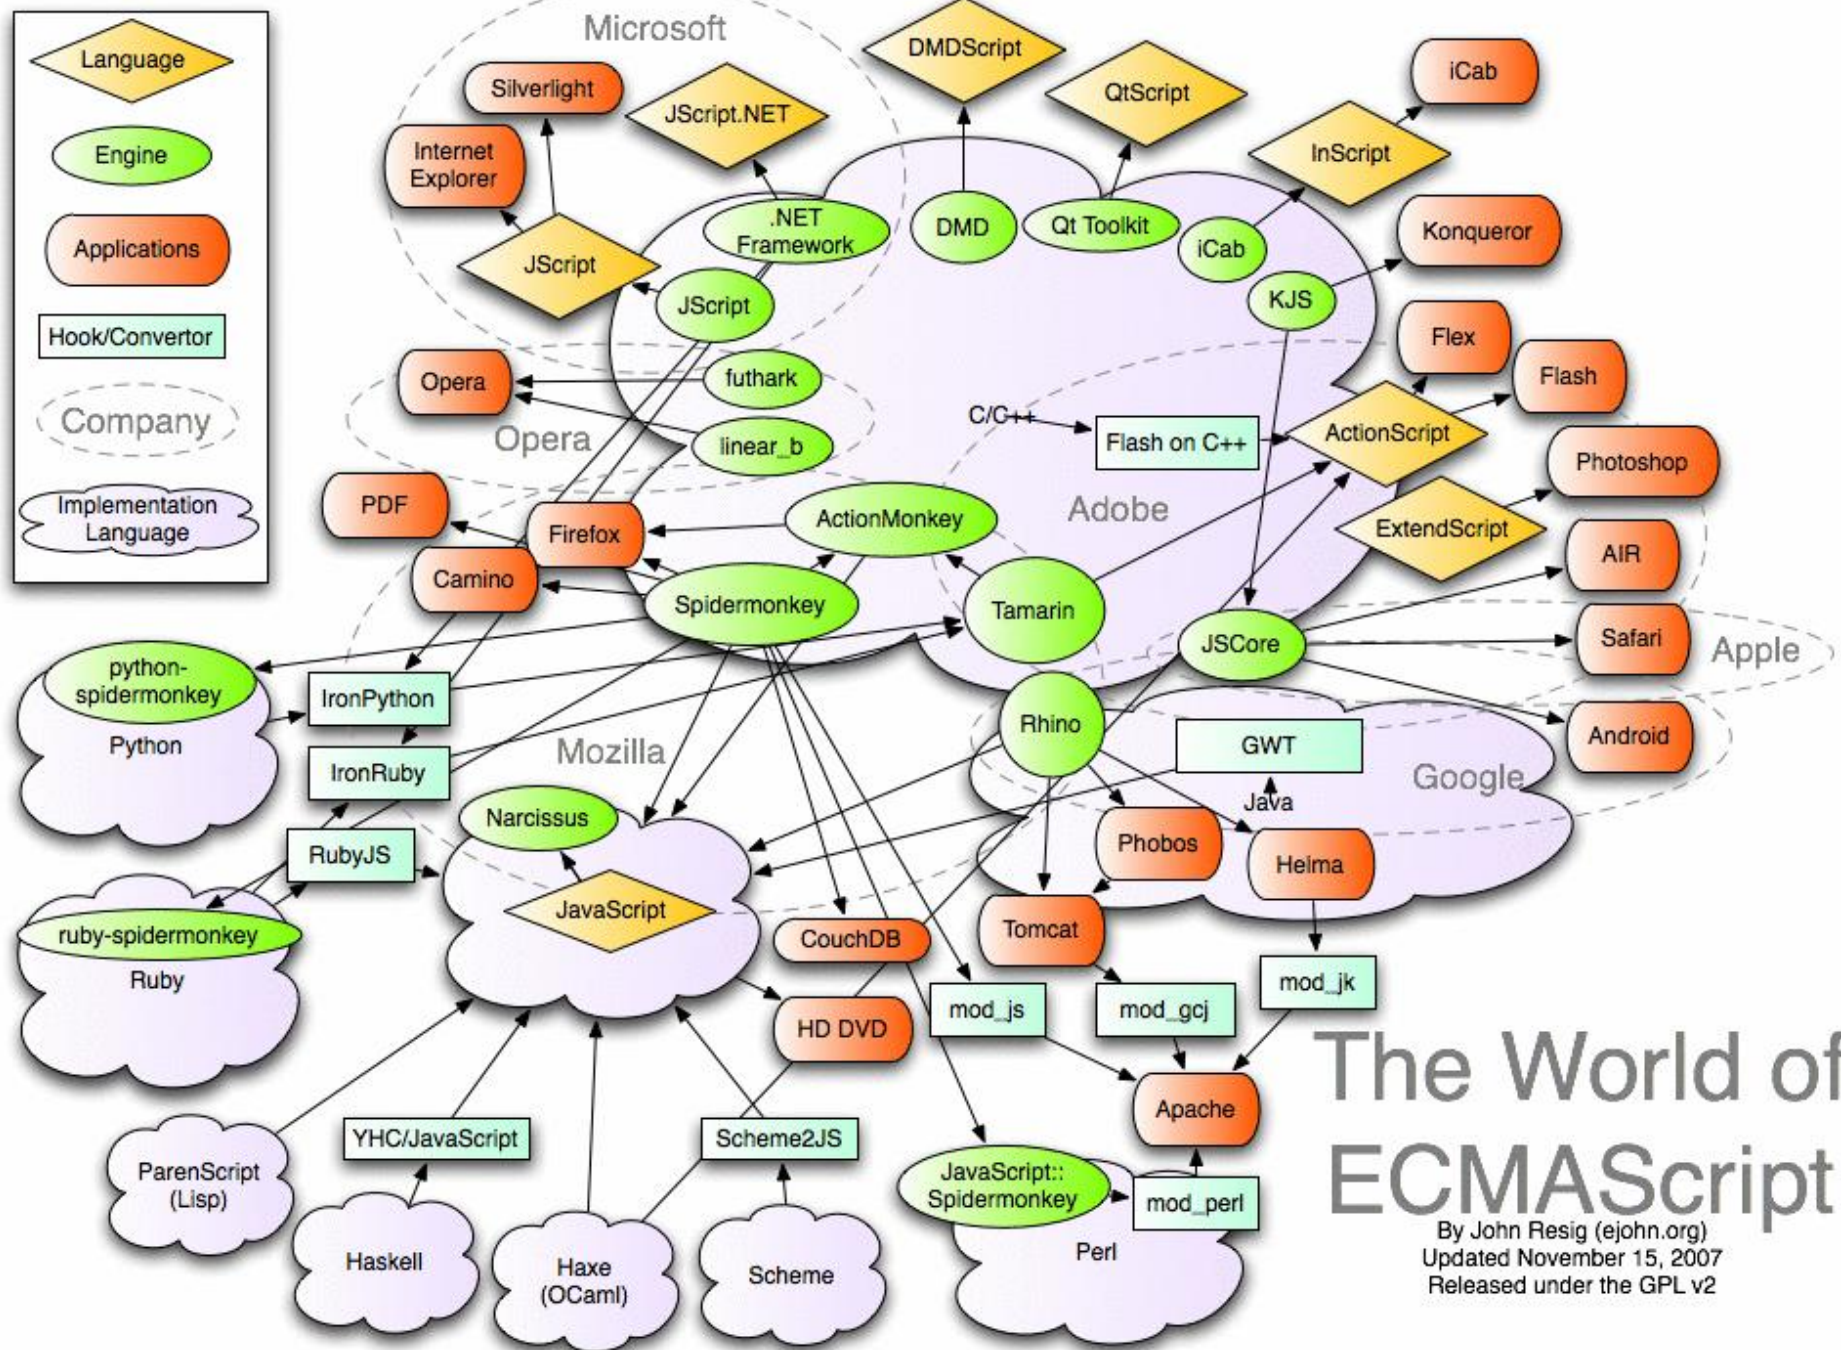 Language
Engine
Applications
Hook/Convertor
Company
Implementation
Language
Microsoft
Silverlight
Internet
Explorer
JScript.NET
JScript
.NET
Framework
JScript
DMDScript
DMD
QtScript
Qt Toolkit
iCab
InScript
iCab
Konqueror
KJS
Opera
Opera
futhark
linear_b
C/C++
Flash on C++
Flex
Flash
ActionScript
Adobe
Photoshop
ExtendScript
PDF
Firefox
Camino
ActionMonkey
Spidermonkey
Tamarin
JSCore
AIR
Safari
Apple
Android
python-
spidermonkey
Python
IronPython
IronRuby
RubyJS
ruby-spidermonkey
Ruby
Mozilla
Narcissus
JavaScript
Rhino
GWT
Java
Google
Phobos
Helma
Tomcat
CouchDB
HD DVD
mod_js
mod_gcj
mod_jk
Apache
ParenScript
(Lisp)
YHC/JavaScript
Haskell
Haxe
(OCaml)
Scheme2JS
Scheme
JavaScript::
Spidermonkey
mod_perl
Perl
The World of
ECMAScript
By John Resig (ejohn.org)
Updated November 15, 2007
Released under the GPL v2